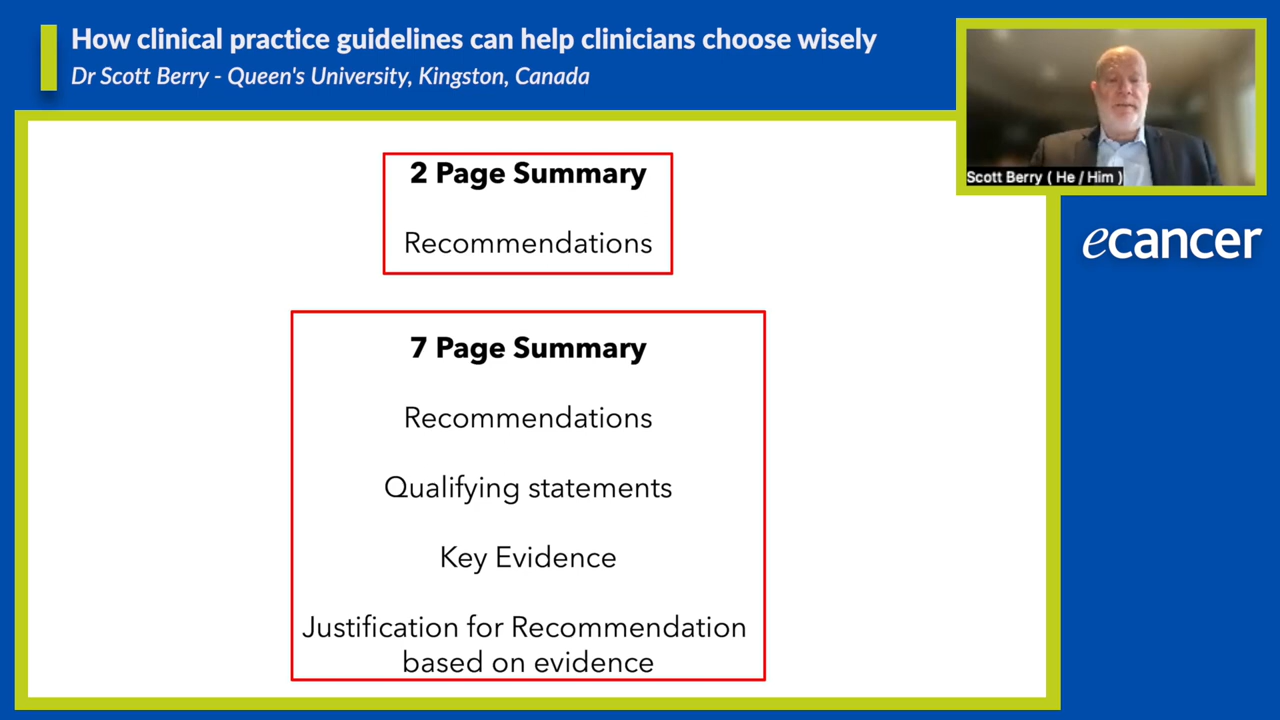 How clinical practice guidelines can help clinicians choose wisely
Dr Scott Berry - Queen's University, Kingston, Canada
Scott Berry ( He / Him )
ecancer
2 Page Summary
Recommendations
7 Page Summary
Recommendations
Qualifying statements
Key Evidence
Justification for Recommendation
based on evidence